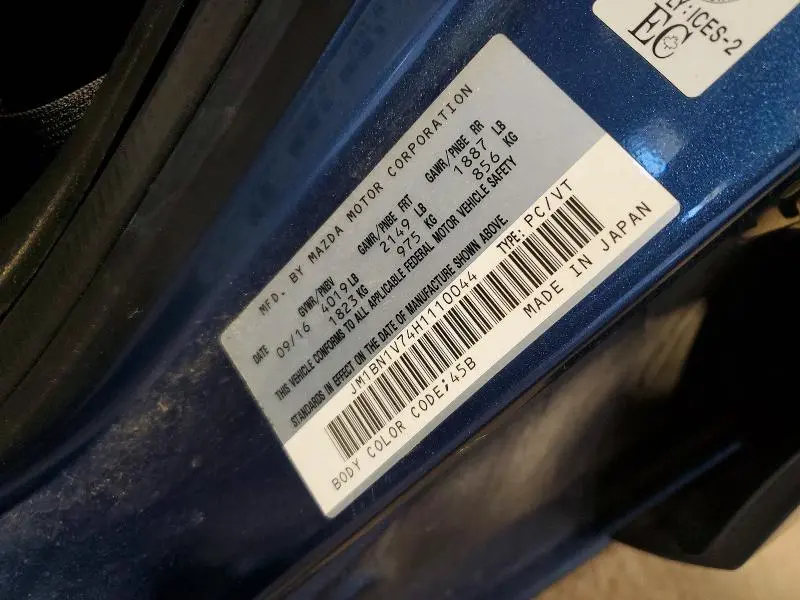 LY:ICES-2
EC
MFD. BY MAZDA MOTOR CORPORATION
DATE GVWR/PNBV GAWR/PNBE FRT GAWR/PNBE RR
09/16 4019LB 2149 LB 1887 LB
1823KG 975 KG 856 KG
THIS VEHICLE CONFORMS TO ALL APPLICABLE FEDERAL MOTOR VEHICLE SAFETY
STANDARDS IN EFFECT ON THE DATE OF MANUFACTURE SHOWN ABOVE.
JM1BN1V74H1110044 TYPE: PC/VT
BODY COLOR CODE;45B MADE IN JAPAN